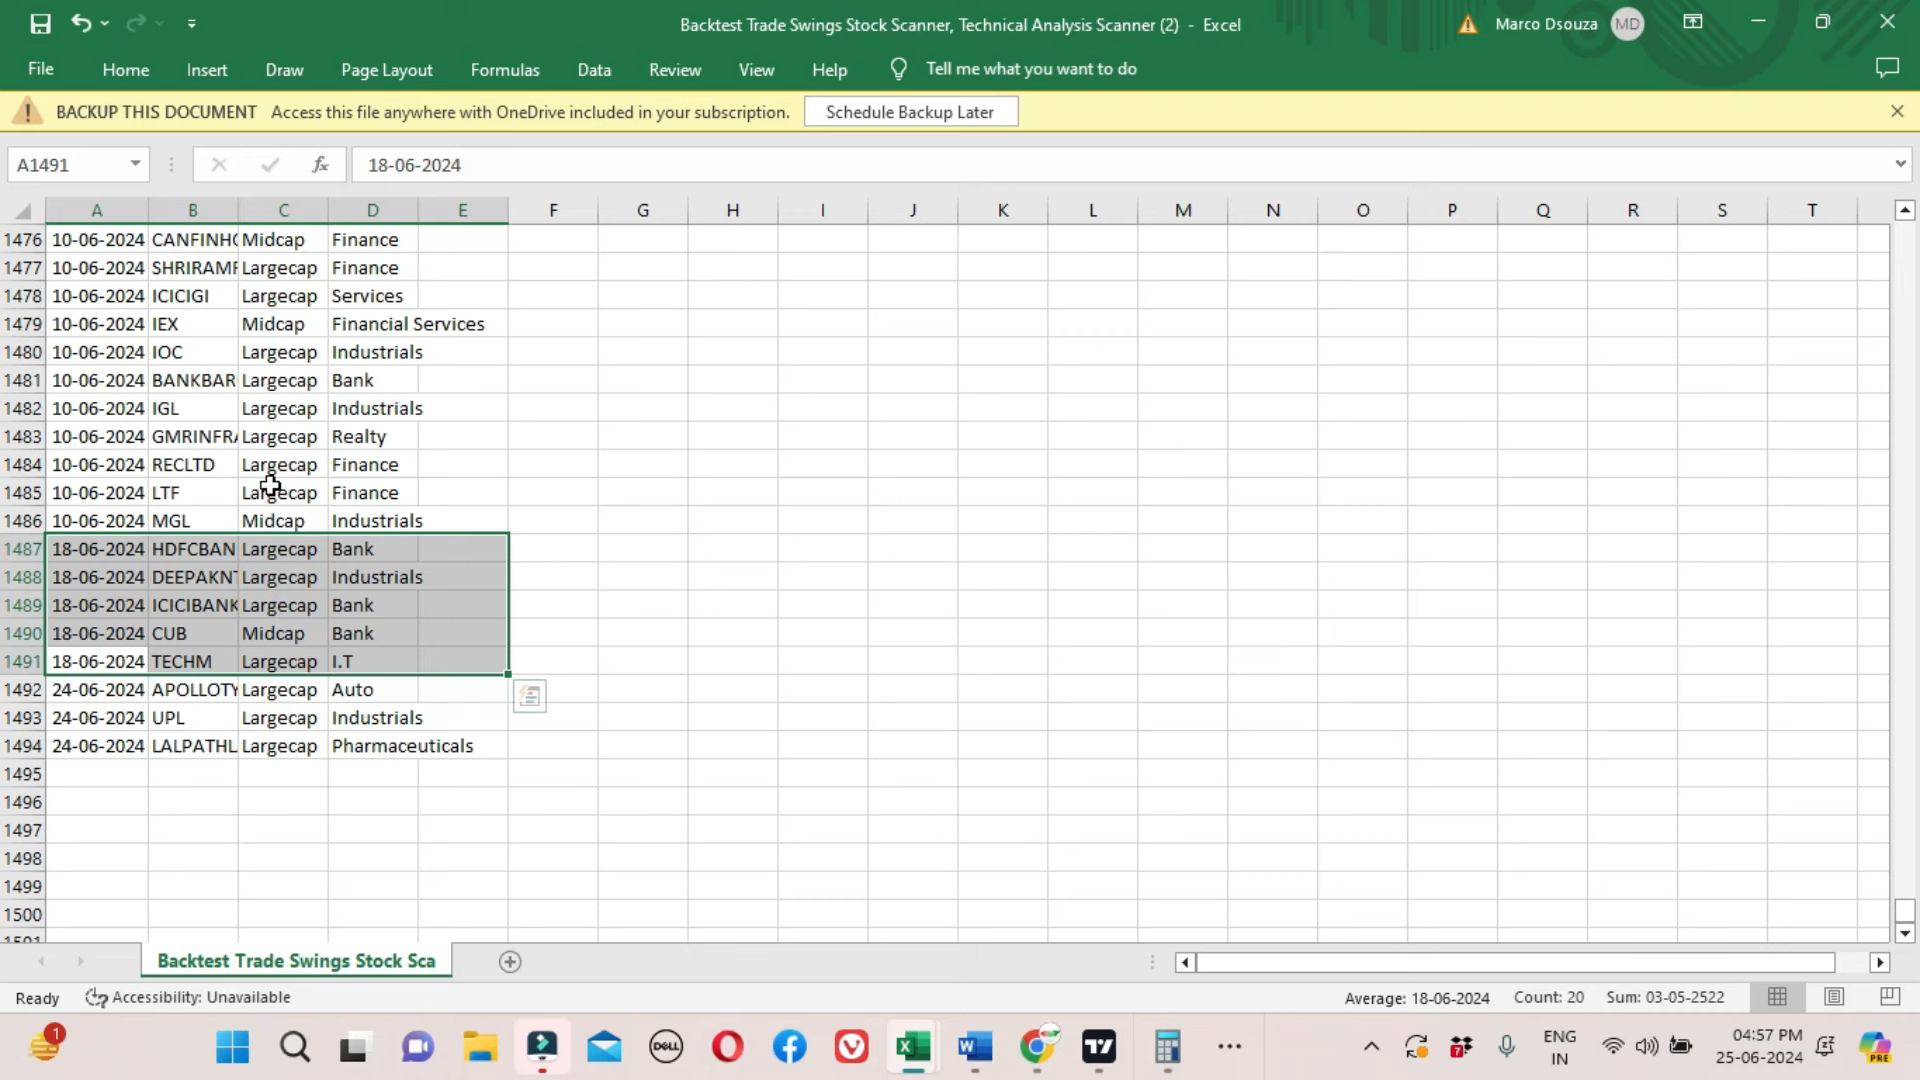 Backtest Trade Swings Stock Scanner, Technical Analysis Scanner (2) - Excel
Marco Dsouza MD
File Home Insert Draw Page Layout Formulas Data Review View Help Tell me what you want to do
BACKUP THIS DOCUMENT Access this file anywhere with OneDrive included in your subscription. Schedule Backup Later
A1491 fx 18-06-2024
A B C D E F G H I J K L M N O P Q R S T
1476 10-06-2024 CANFINHO Midcap Finance
1477 10-06-2024 SHRIRAMF Largecap Finance
1478 10-06-2024 ICICIGI Largecap Services
1479 10-06-2024 IEX Midcap Financial Services
1480 10-06-2024 IOC Largecap Industrials
1481 10-06-2024 BANKBAR Largecap Bank
1482 10-06-2024 IGL Largecap Industrials
1483 10-06-2024 GMRINFRA Largecap Realty
1484 10-06-2024 RECLTD Largecap Finance
1485 10-06-2024 LTF Largecap Finance
1486 10-06-2024 MGL Midcap Industrials
1487 18-06-2024 HDFCBAN Largecap Bank
1488 18-06-2024 DEEPAKNT Largecap Industrials
1489 18-06-2024 ICICIBANK Largecap Bank
1490 18-06-2024 CUB Midcap Bank
1491 18-06-2024 TECHM Largecap I.T
1492 24-06-2024 APOLLOTY Largecap Auto
1493 24-06-2024 UPL Largecap Industrials
1494 24-06-2024 LALPATHL Largecap Pharmaceuticals
1495
1496
1497
1498
1499
1500
1501
Backtest Trade Swings Stock Sca
Ready Accessibility: Unavailable Average: 18-06-2024 Count: 20 Sum: 03-05-2522
1 DELL W 7 ENG 04:57 PM
IN 25-06-2024 PRE